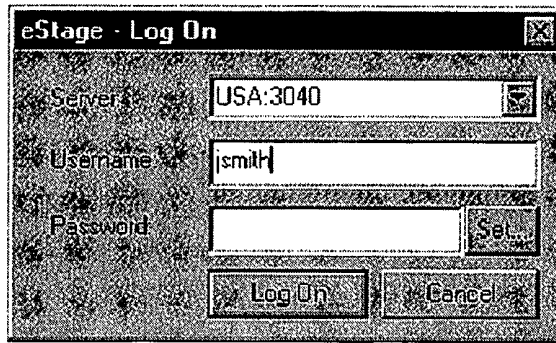 eStage - Log On
Server: USA:3040
Username jsmith
Password Set...
Log On Cancel